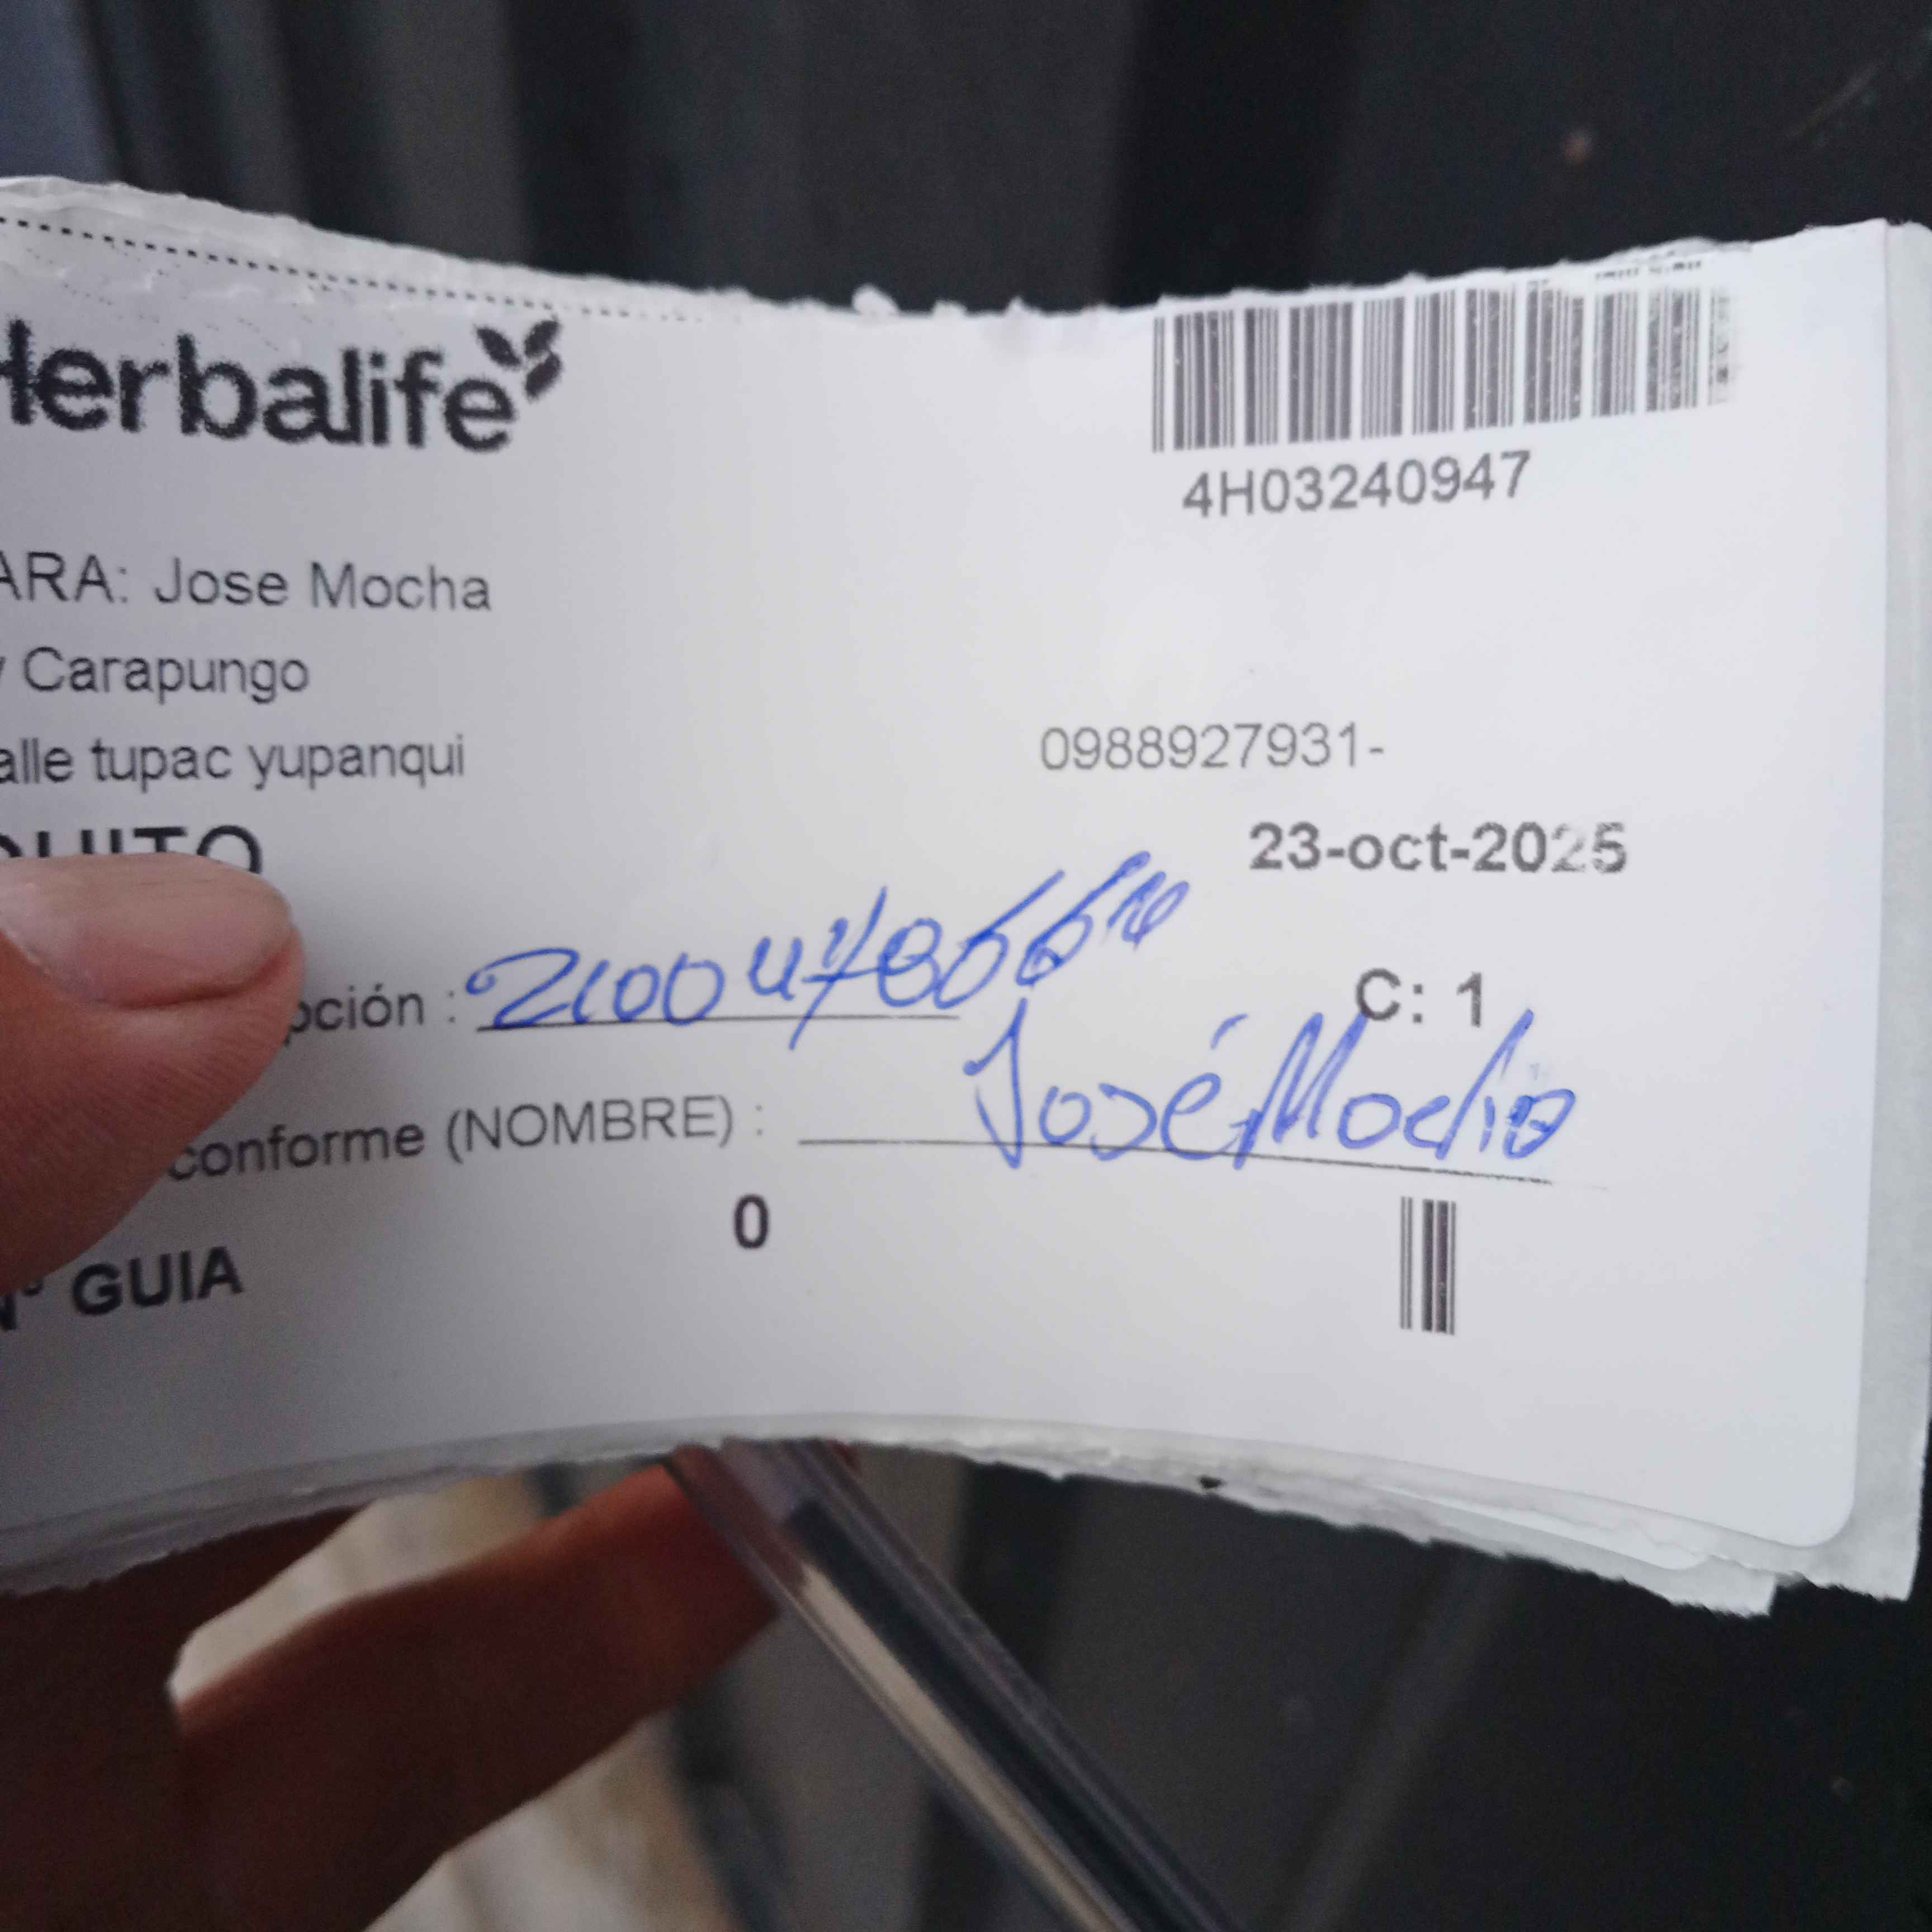 Herbalife
4H03240947
ARA: Jose Mocha
y Carapungo
alle tupac yupanqui
0988927931-
QUITO
23-oct-2025
pción :
C: 1
conforme (NOMBRE) : José Mocha
0
N° GUIA